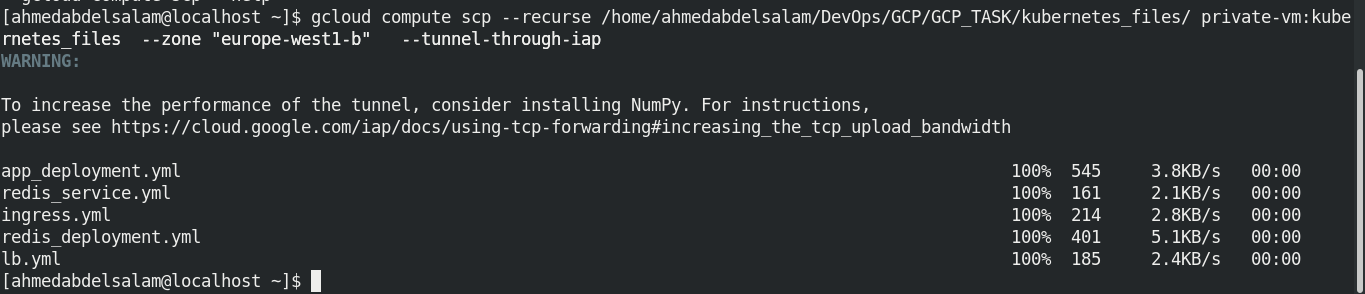 [ahmedabdelsalam@localhost ~]$ gcloud compute scp --recurse /home/ahmedabdelsalam/DevOps/GCP/GCP_TASK/kubernetes_files/ private-vm:kube
rnetes_files  --zone "europe-west1-b"   --tunnel-through-iap
WARNING:
To increase the performance of the tunnel, consider installing NumPy. For instructions,
please see https://cloud.google.com/iap/docs/using-tcp-forwarding#increasing_the_tcp_upload_bandwidth
app_deployment.yml 100% 545 3.8KB/s 00:00
redis_service.yml 100% 161 2.1KB/s 00:00
ingress.yml 100% 214 2.8KB/s 00:00
redis_deployment.yml 100% 401 5.1KB/s 00:00
lb.yml 100% 185 2.4KB/s 00:00
[ahmedabdelsalam@localhost ~]$